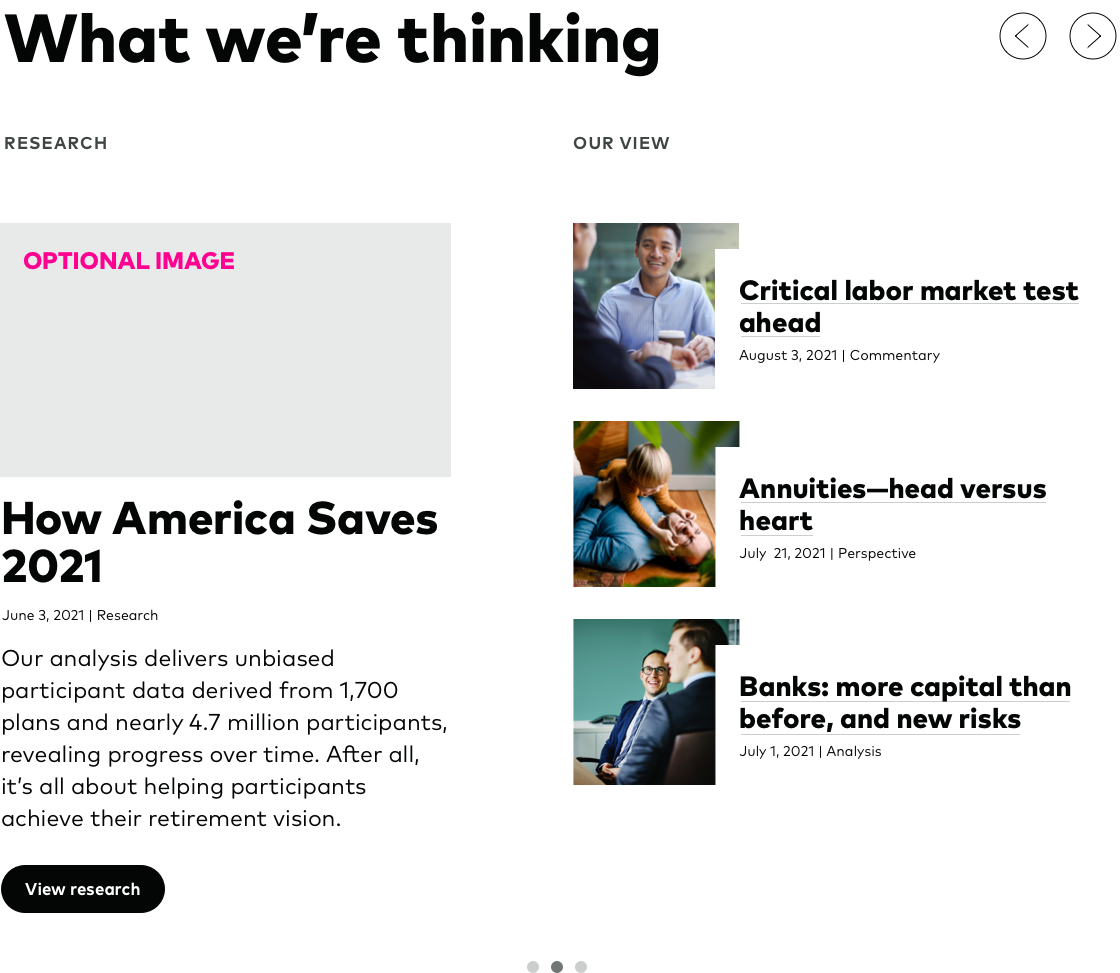 What we’re thinking
RESEARCH
OPTIONAL IMAGE
How America Saves
2021
June 3, 2021 | Research
Our analysis delivers unbiased
participant data derived from 1,700
plans and nearly 4.7 million participants,
revealing progress over time. After all,
it’s all about helping participants
achieve their retirement vision.
View research
OUR VIEW
Critical labor market test
ahead
August 3, 2021 | Commentary
Annuities—head versus
heart
July  21, 2021 | Perspective
Banks: more capital than
before, and new risks
July 1, 2021 | Analysis